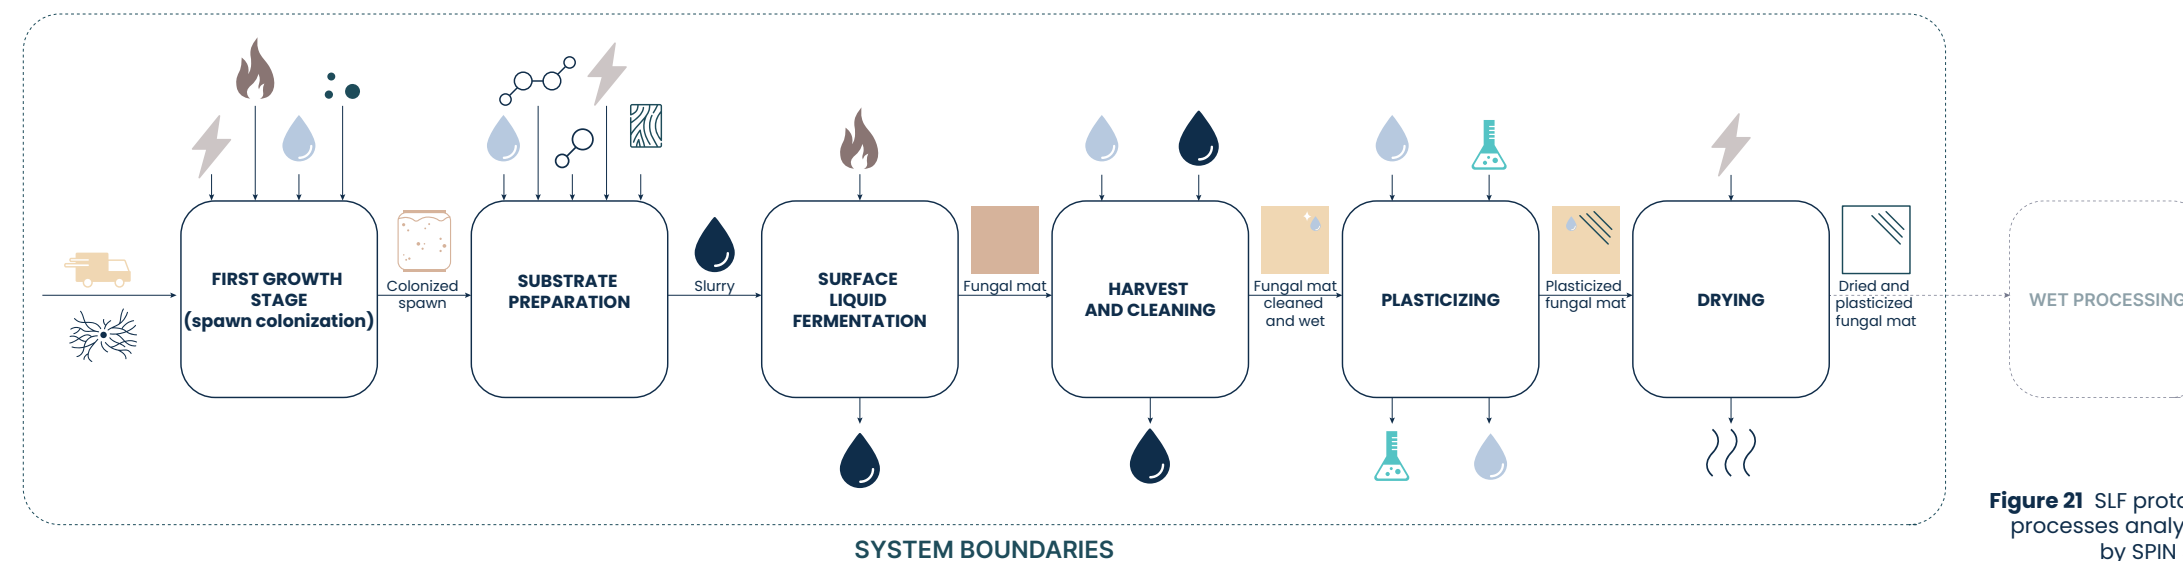 FIRST GROWTH
STAGE
(spawn colonization)
Colonized
spawn
SUBSTRATE
PREPARATION
Slurry
SURFACE
LIQUID
FERMENTATION
Fungal mat
HARVEST
AND CLEANING
Fungal mat
cleaned
and wet
PLASTICIZING
Plasticized
fungal mat
DRYING
Dried and
plasticized
fungal mat
WET PROCESSING
SYSTEM BOUNDARIES
Figure 21 SLF
processes
by SPIN